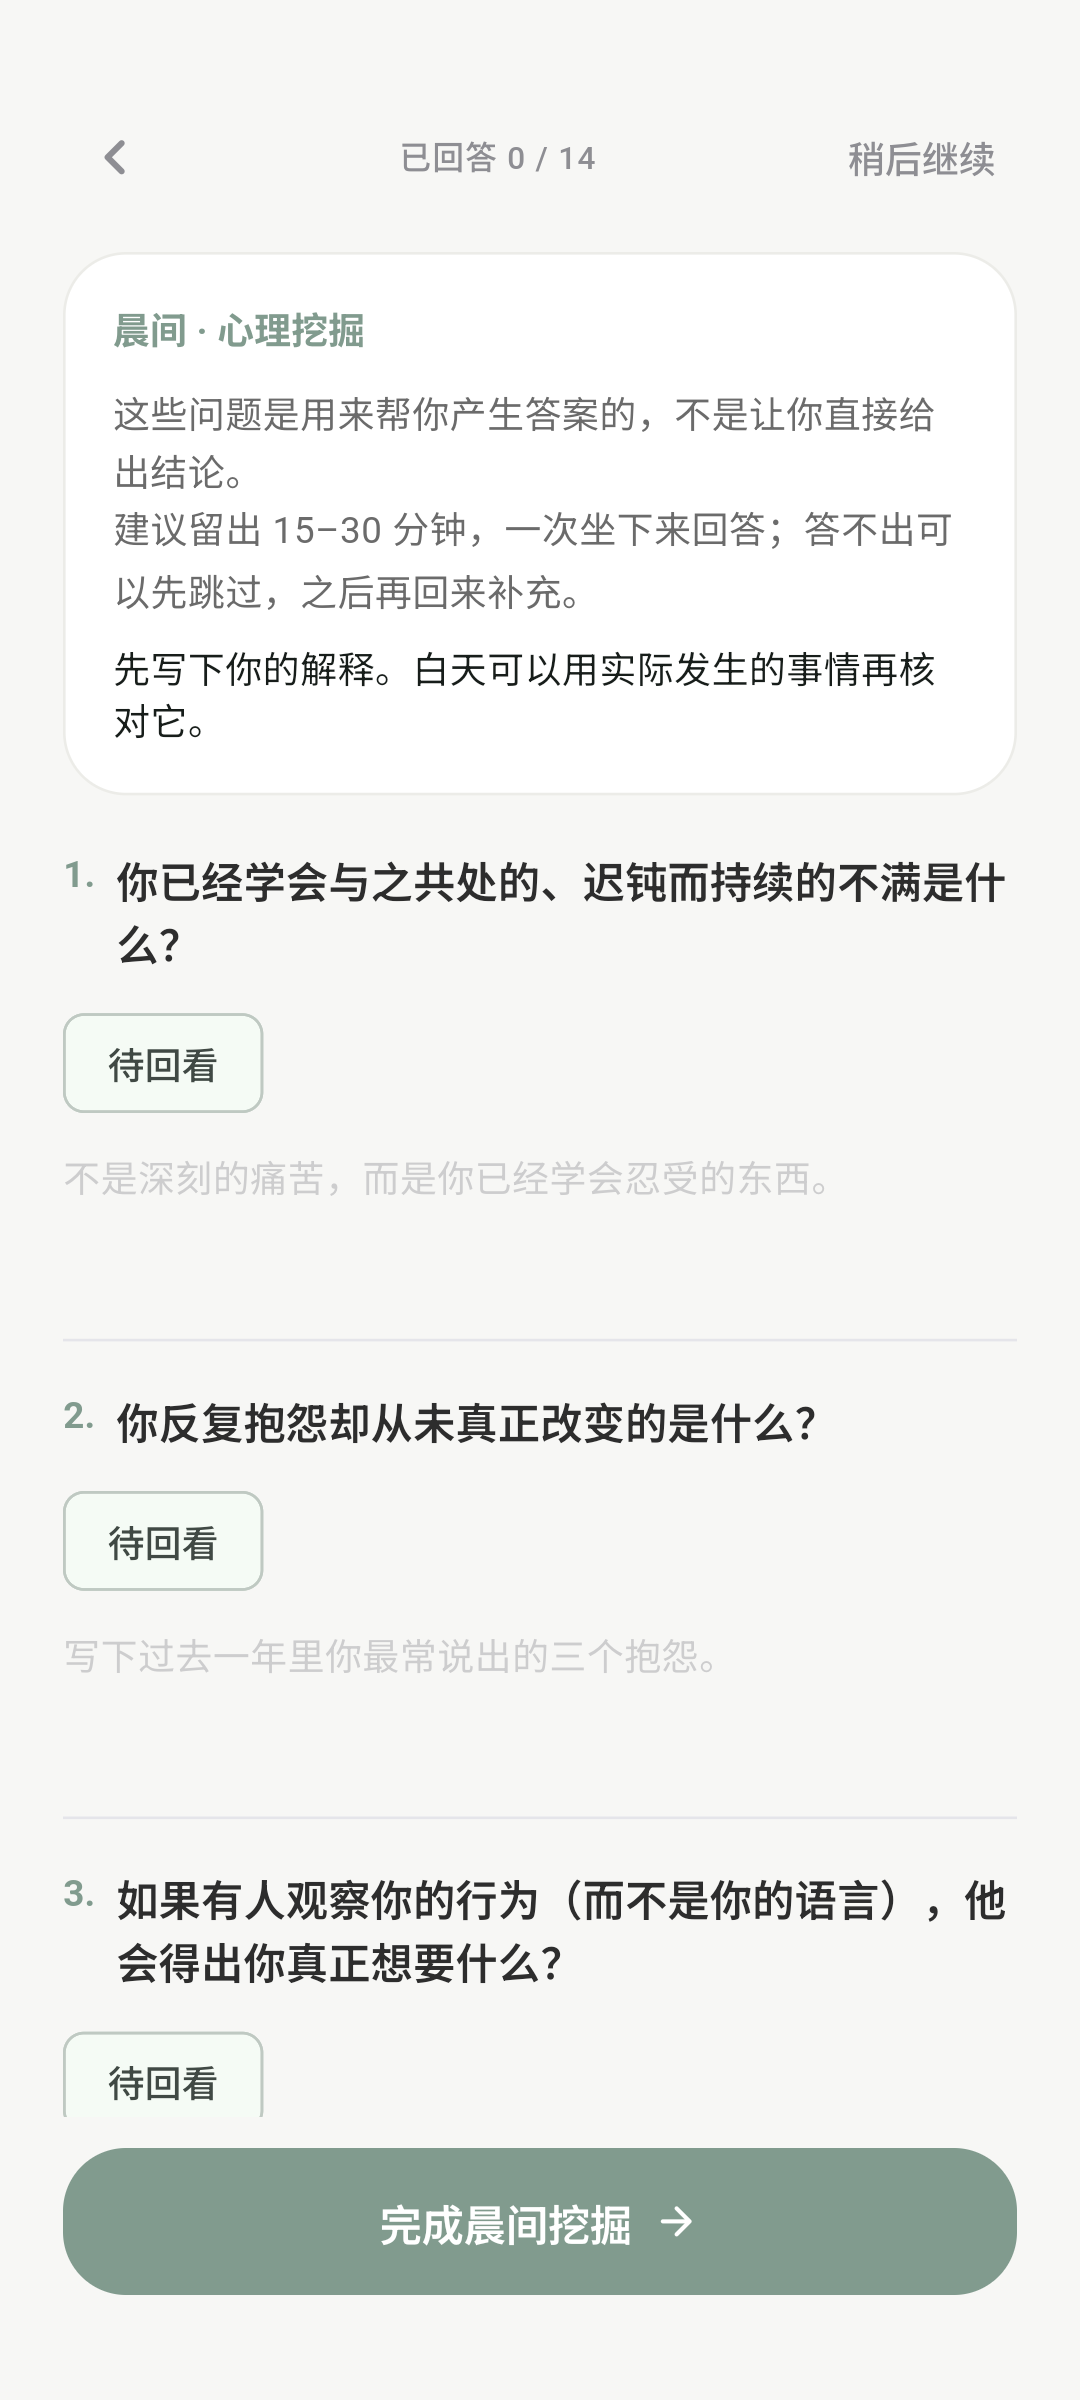 已回答 0 / 14
稍后继续
晨间 · 心理挖掘
这些问题是用来帮你产生答案的，不是让你直接给
出结论。
建议留出 15–30 分钟，一次坐下来回答；答不出可
以先跳过，之后再回来补充。
先写下你的解释。白天可以用实际发生的事情再核
对它。
1. 你已经学会与之共处的、迟钝而持续的不满是什
么？
待回看
不是深刻的痛苦，而是你已经学会忍受的东西。
2. 你反复抱怨却从未真正改变的是什么？
待回看
写下过去一年里你最常说出的三个抱怨。
3. 如果有人观察你的行为（而不是你的语言），他
会得出你真正想要什么？
待回看
完成晨间挖掘 →